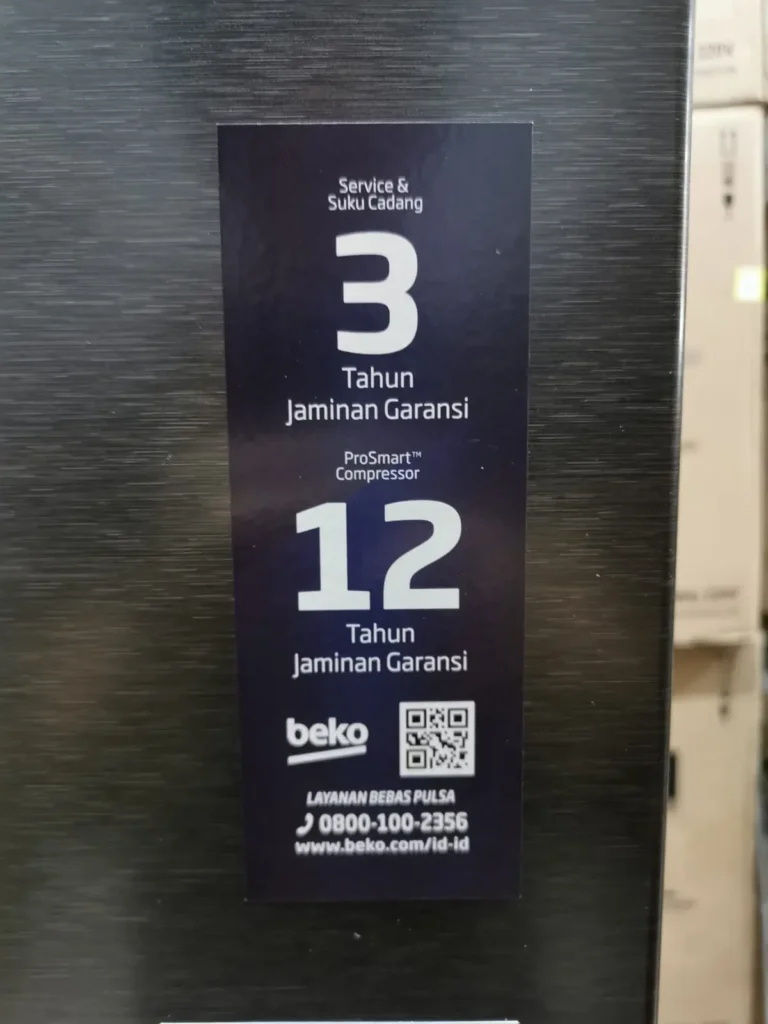 Service &
Suku Cadang
3
Tahun
Jaminan Garansi
ProSmart™
Compressor
12
Tahun
Jaminan Garansi
beko
LAYANAN BEBAS PULSA
0800-100-2356
www.beko.com/id-id